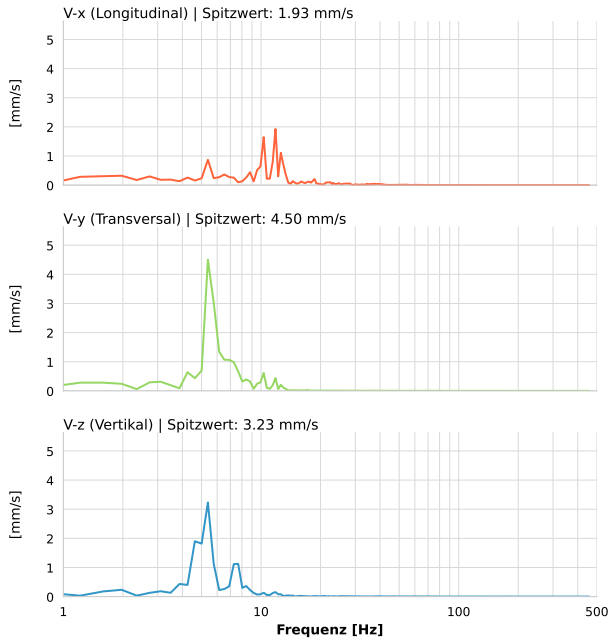 V-x (Longitudinal) | Spitzwert: 1.93 mm/s
5
4
3
2
1
0
[mm/s]
V-y (Transversal) | Spitzwert: 4.50 mm/s
5
4
3
2
1
0
[mm/s]
V-z (Vertikal) | Spitzwert: 3.23 mm/s
5
4
3
2
1
0
[mm/s]
1 10 100 500
Frequenz [Hz]